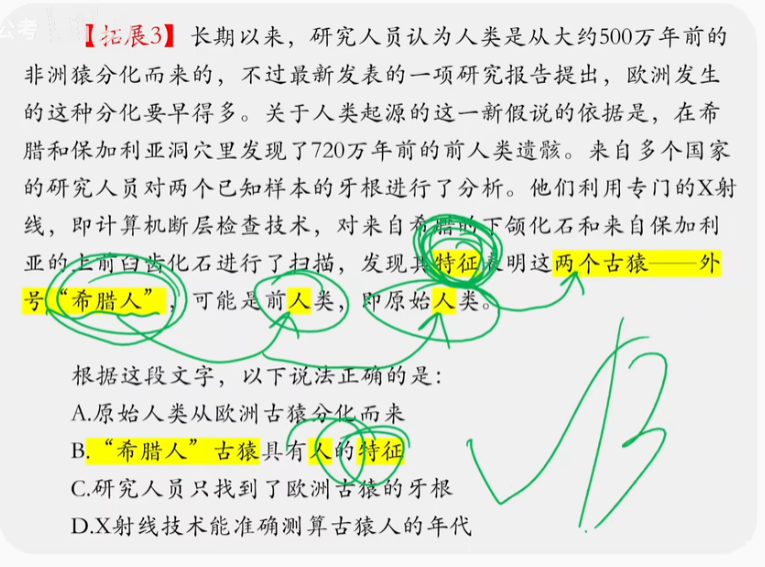 公考
【拓展3】长期以来，研究人员认为人类是从大约500万年前的
非洲猿分化而来的，不过最新发表的一项研究报告提出，欧洲发生
的这种分化要早得多。关于人类起源的这一新假说的依据是，在希
腊和保加利亚洞穴里发现了720万年前的前人类遗骸。来自多个国家
的研究人员对两个已知样本的牙根进行了分析。他们利用专门的X射
线，即计算机断层检查技术，对来自希腊的下颌化石和来自保加利
亚的上前臼齿化石进行了扫描，发现其特征表明这两个古猿——外
号“希腊人”，可能是前人类，即原始人类。
根据这段文字，以下说法正确的是：
A.原始人类从欧洲古猿分化而来
B.“希腊人”古猿具有人的特征
C.研究人员只找到了欧洲古猿的牙根
D.X射线技术能准确测算古猿人的年代
B